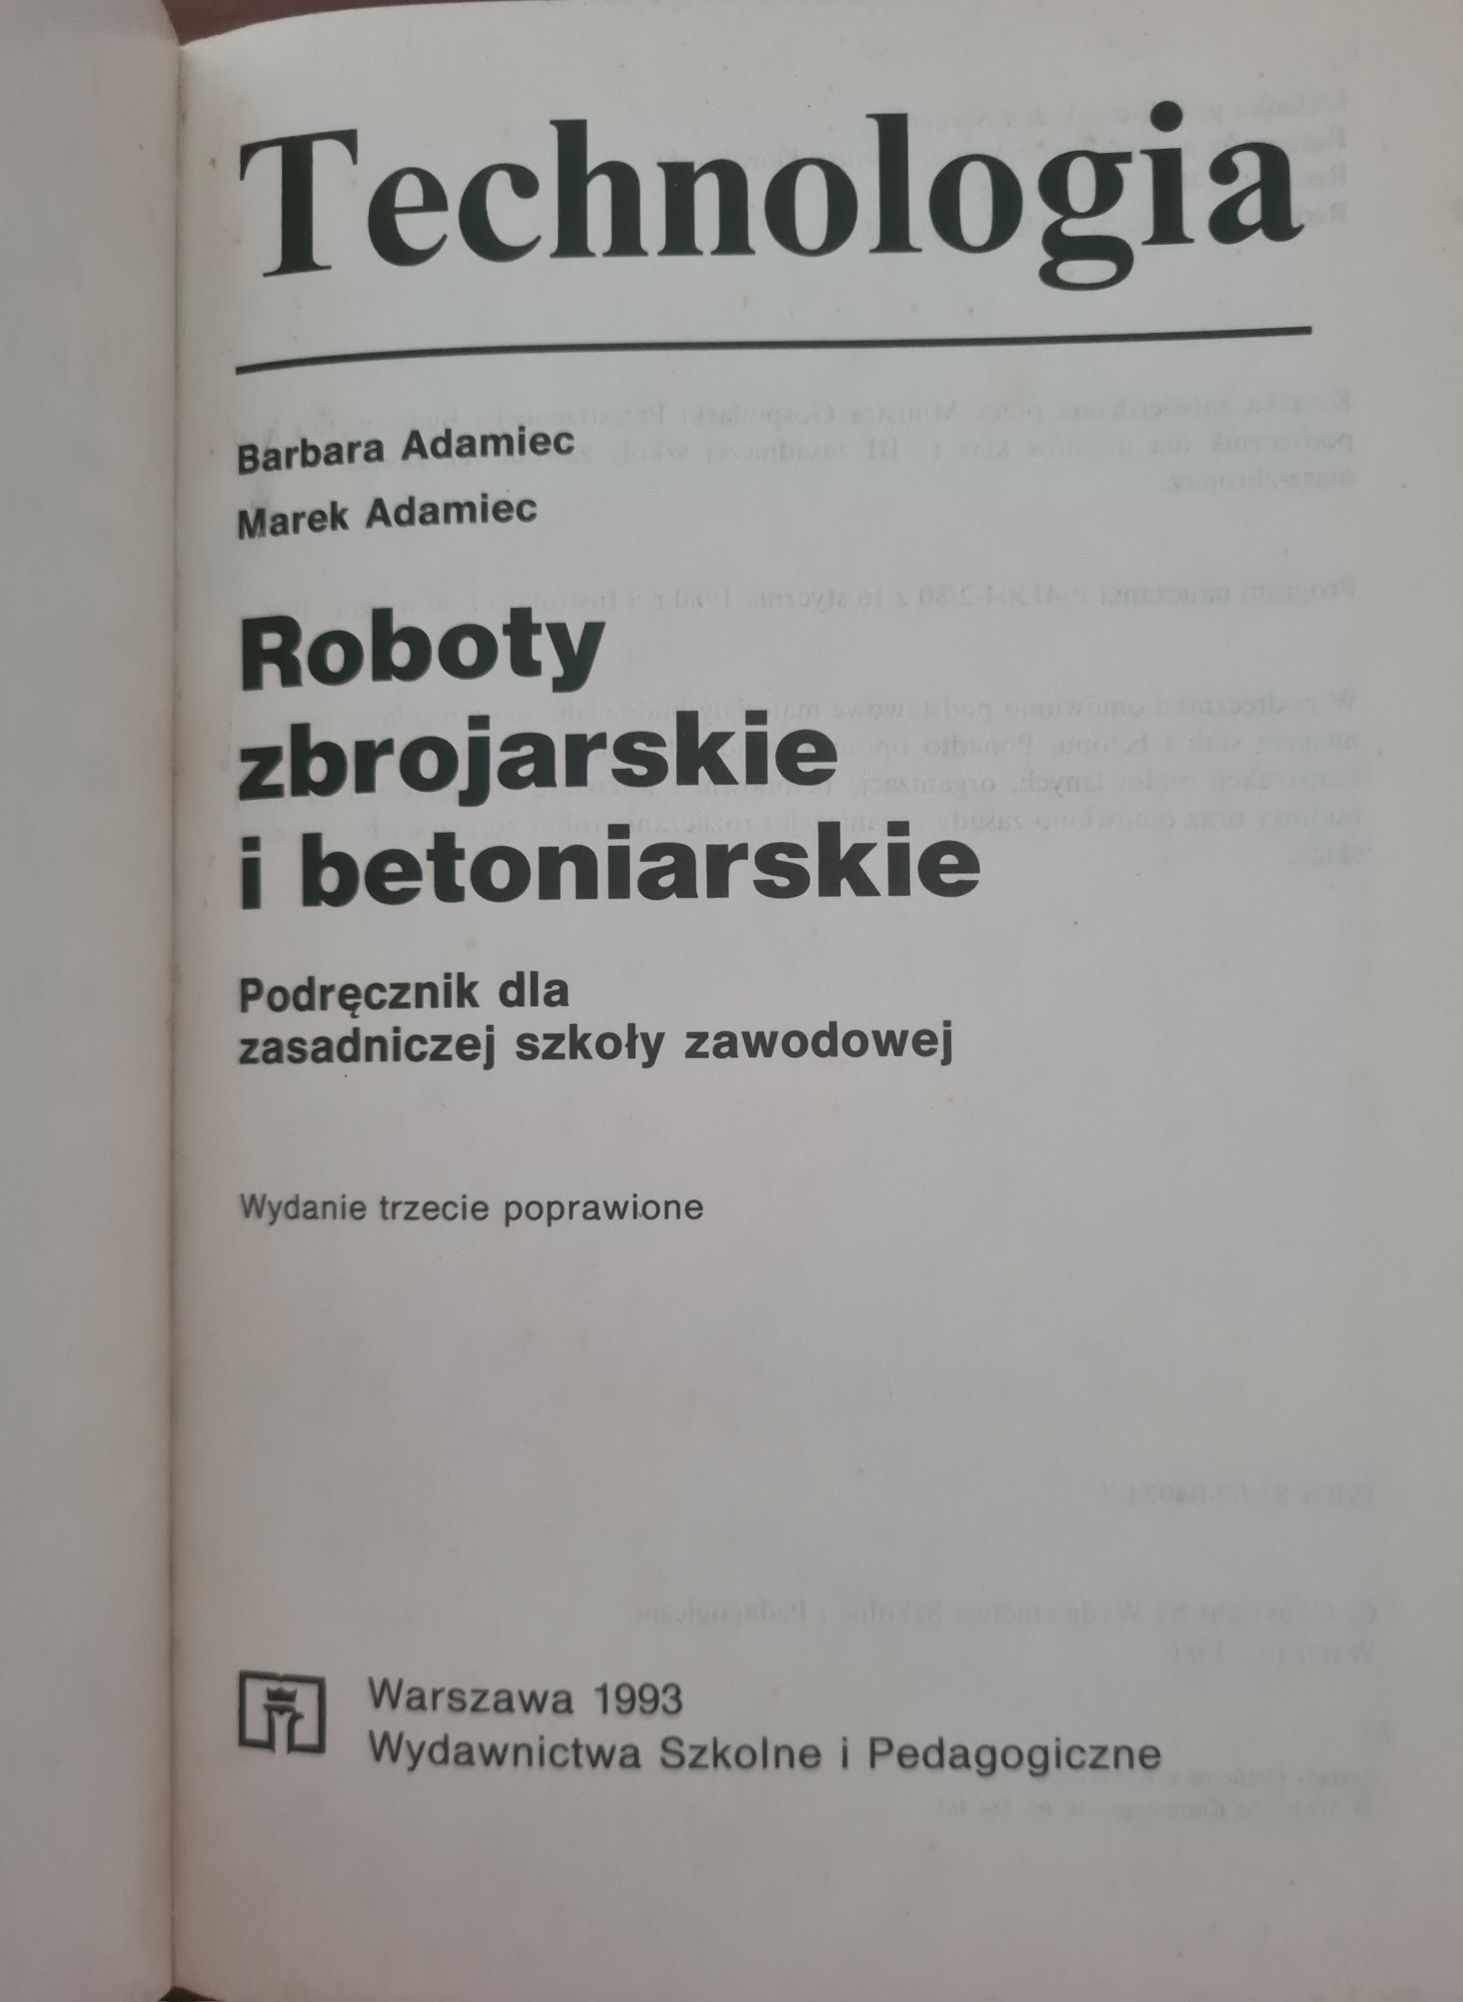 Technologia
Barbara Adamiec
Marek Adamiec
Roboty
zbrojarskie
i betoniarskie
Podręcznik dla
zasadniczej szkoły zawodowej
Wydanie trzecie poprawione
Warszawa 1993
Wydawnictwa Szkolne i Pedagogiczne